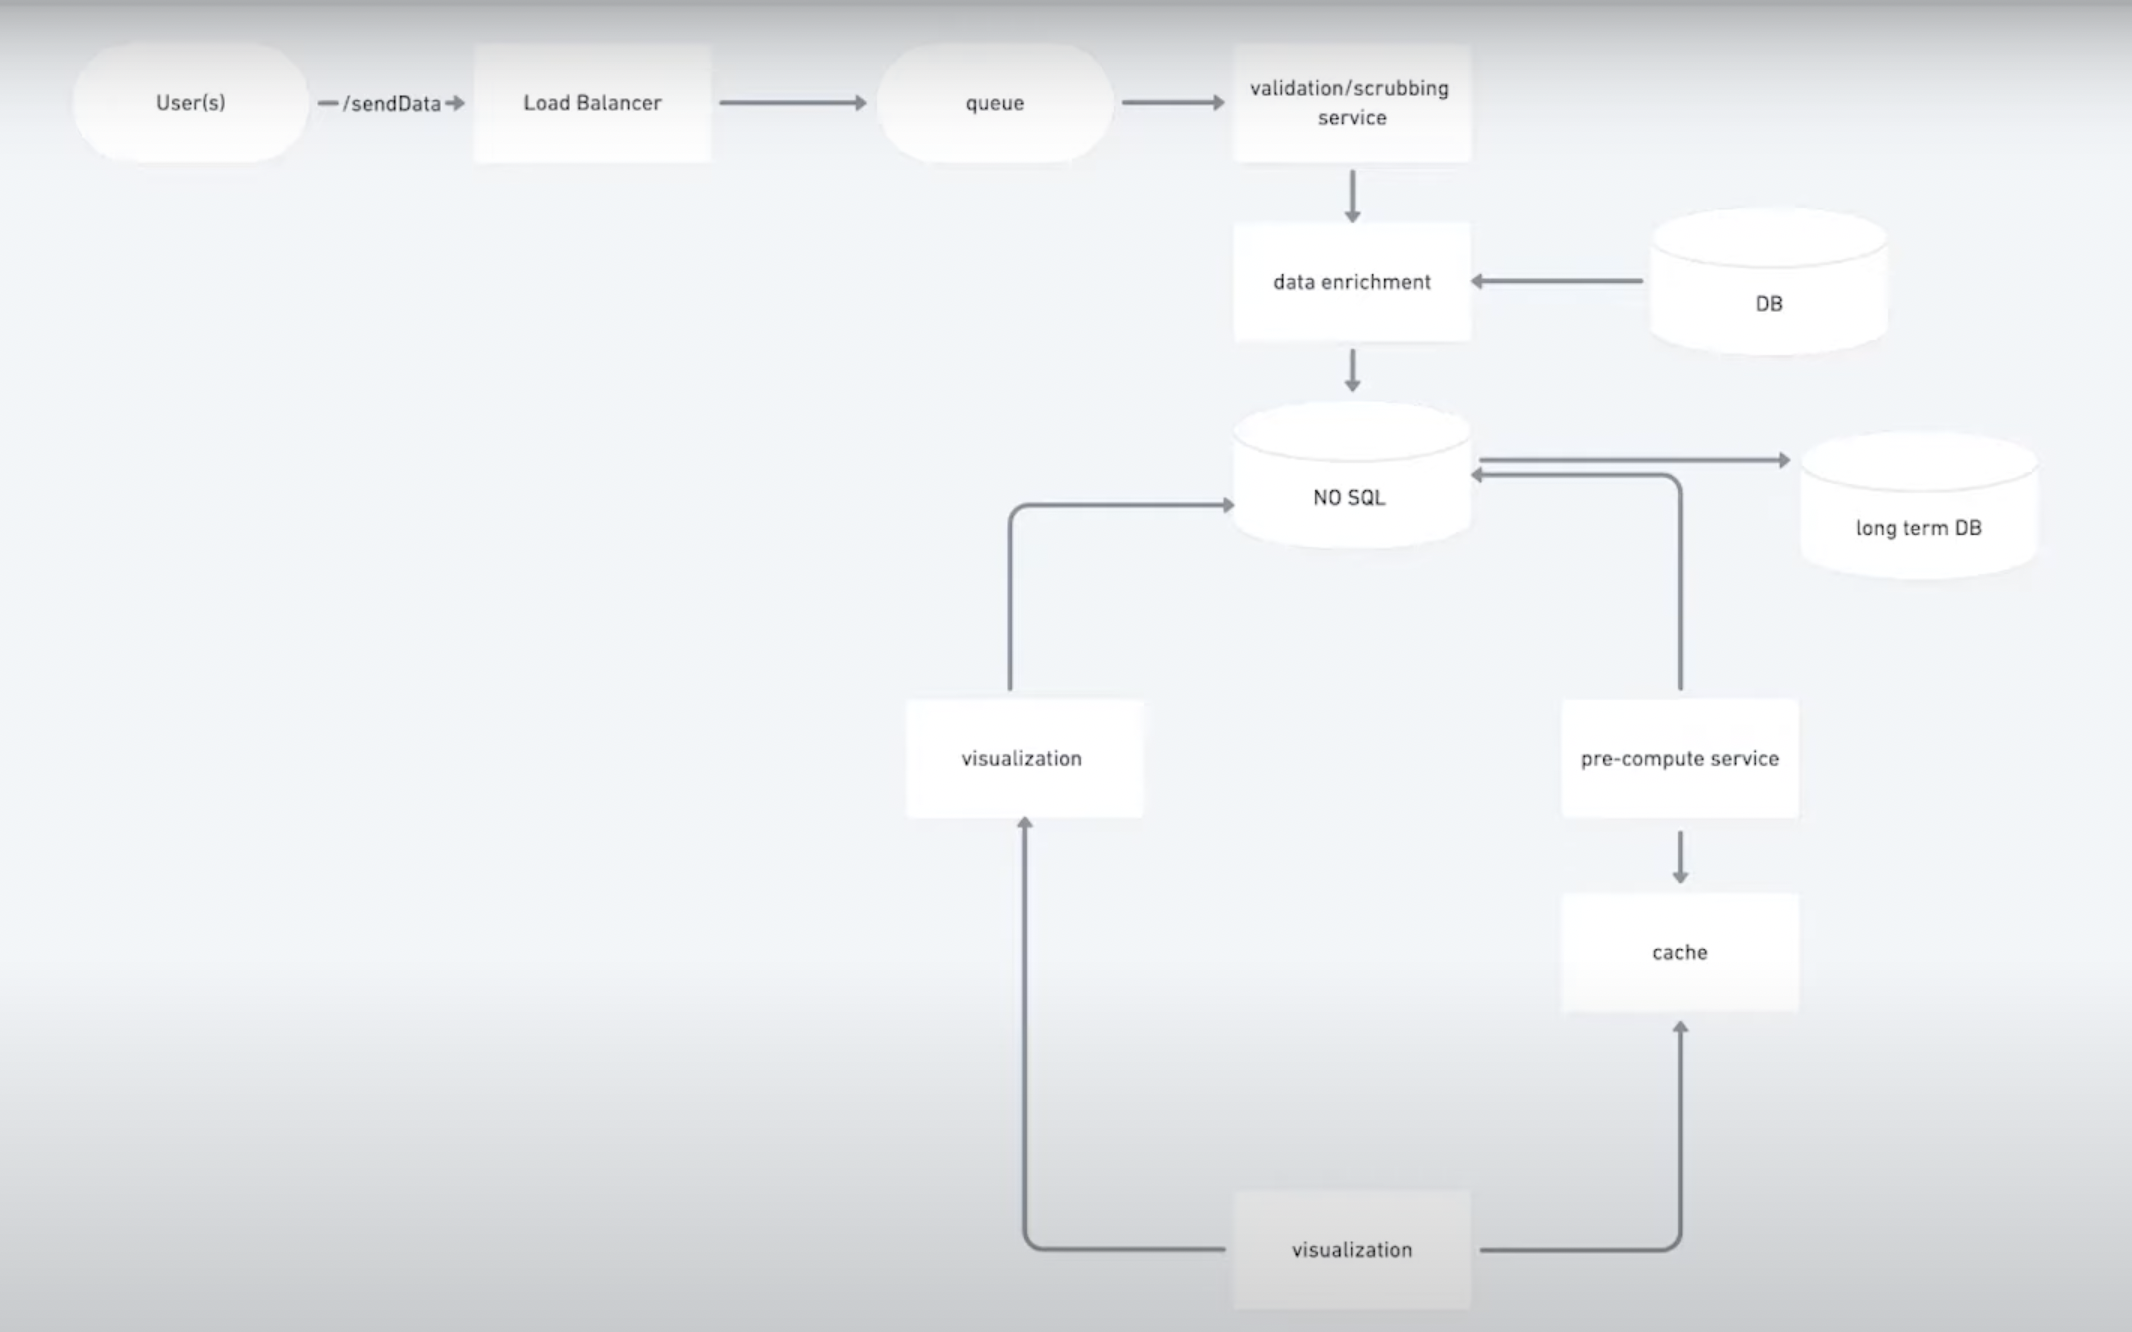 User(s)
/sendData
Load Balancer
queue
validation/scrubbing
service
data enrichment
DB
NO SQL
long term DB
visualization
pre-compute service
cache
visualization